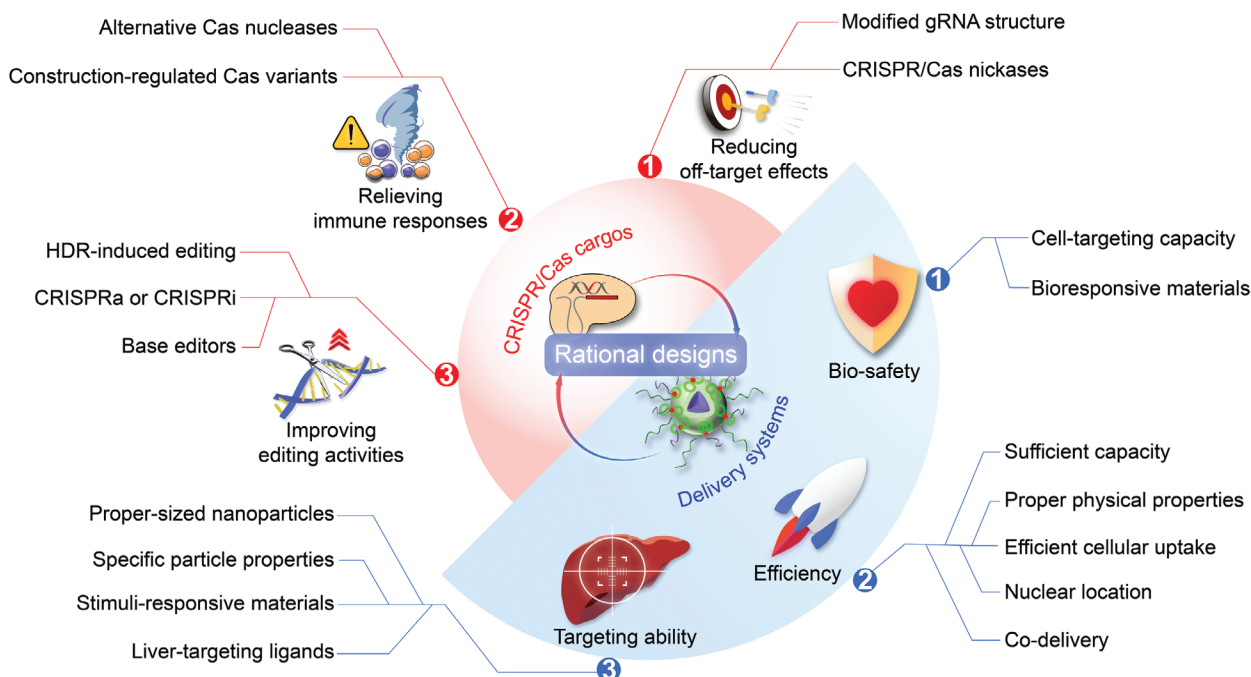 Alternative Cas nucleases
Construction-regulated Cas variants
Relieving
immune responses
2
Modified gRNA structure
CRISPR/Cas nickases
Reducing
off-target effects
1
HDR-induced editing
CRISPRa or CRISPRi
Base editors
Improving
editing activities
3
CRISPR/Cas cargos
Rational designs
Delivery systems
Cell-targeting capacity
Bioresponsive materials
1
Bio-safety
Sufficient capacity
Proper physical properties
Efficient cellular uptake
Nuclear location
Co-delivery
2
Efficiency
Proper-sized nanoparticles
Specific particle properties
Stimuli-responsive materials
Liver-targeting ligands
Targeting ability
3